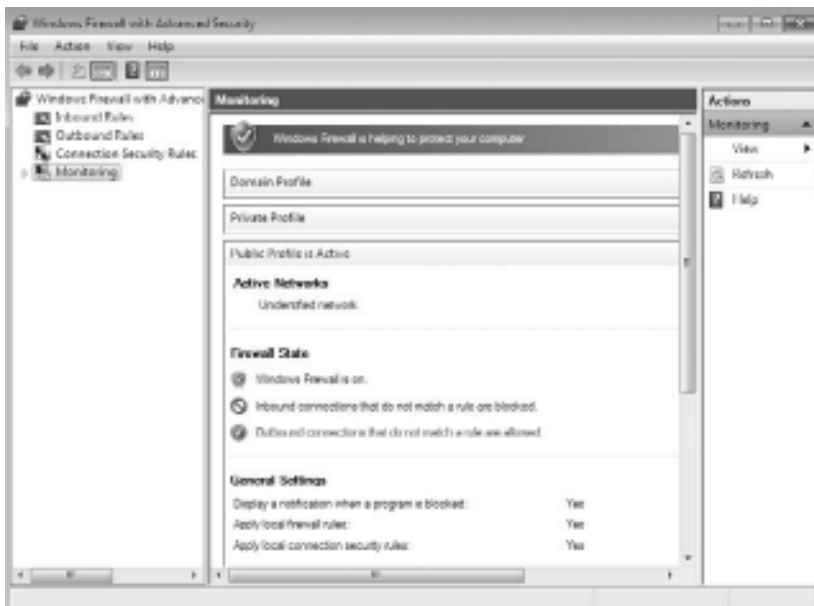 Windows Firewall with Advanced Security
File Action View Help
Windows Firewall with Advanc
Inbound Rules
Outbound Rules
Connection Security Rules
Monitoring
Monitoring
Windows Firewall is helping to protect your computer
Domain Profile
Private Profile
Public Profile is Active
Active Networks
Unidentified network
Firewall State
Windows Firewall is on.
Inbound connections that do not match a rule are blocked.
Outbound connections that do not match a rule are allowed.
General Settings
Display a notification when a program is blocked: Yes
Apply local firewall rules: Yes
Apply local connection security rules: Yes
Actions
Monitoring
View
Refresh
Help